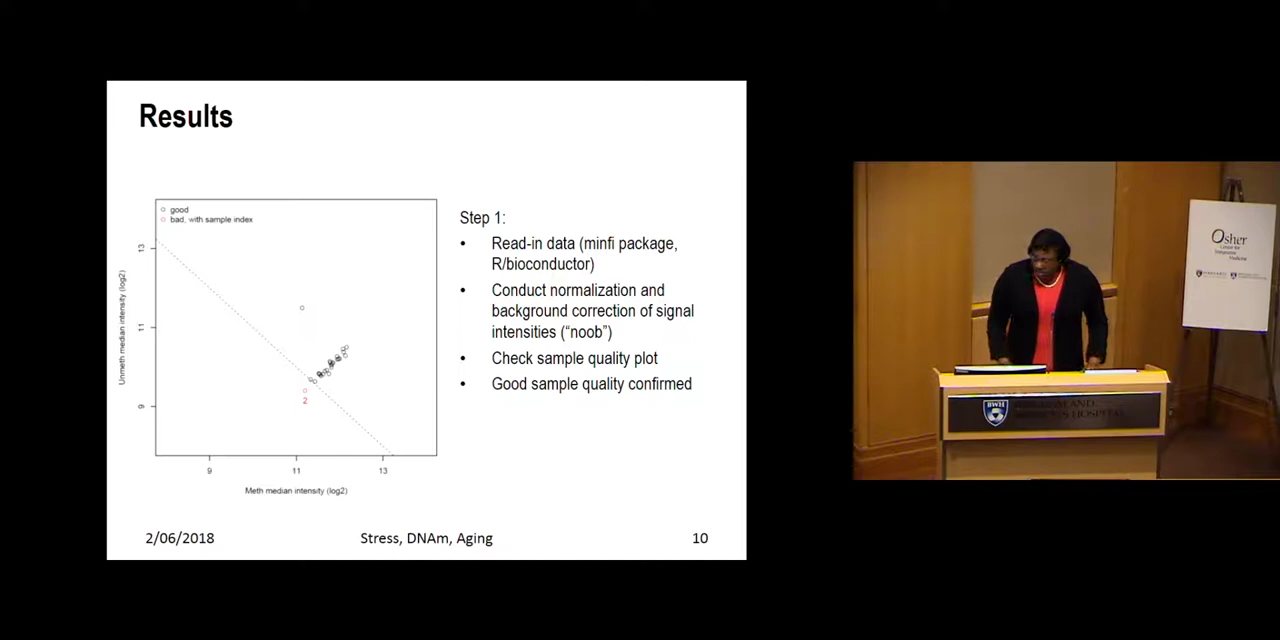 Results
good
bad, with sample index
13
11
9
Unmeth median intensity (log2)
2
9
11
13
Meth median intensity (log2)
Step 1:
• Read-in data (minfi package,
R/bioconductor)
• Conduct normalization and
background correction of signal
intensities (“noob”)
• Check sample quality plot
• Good sample quality confirmed
2/06/2018
Stress, DNAm, Aging
10
Osher
Center for
Integrative
Medicine
BWH